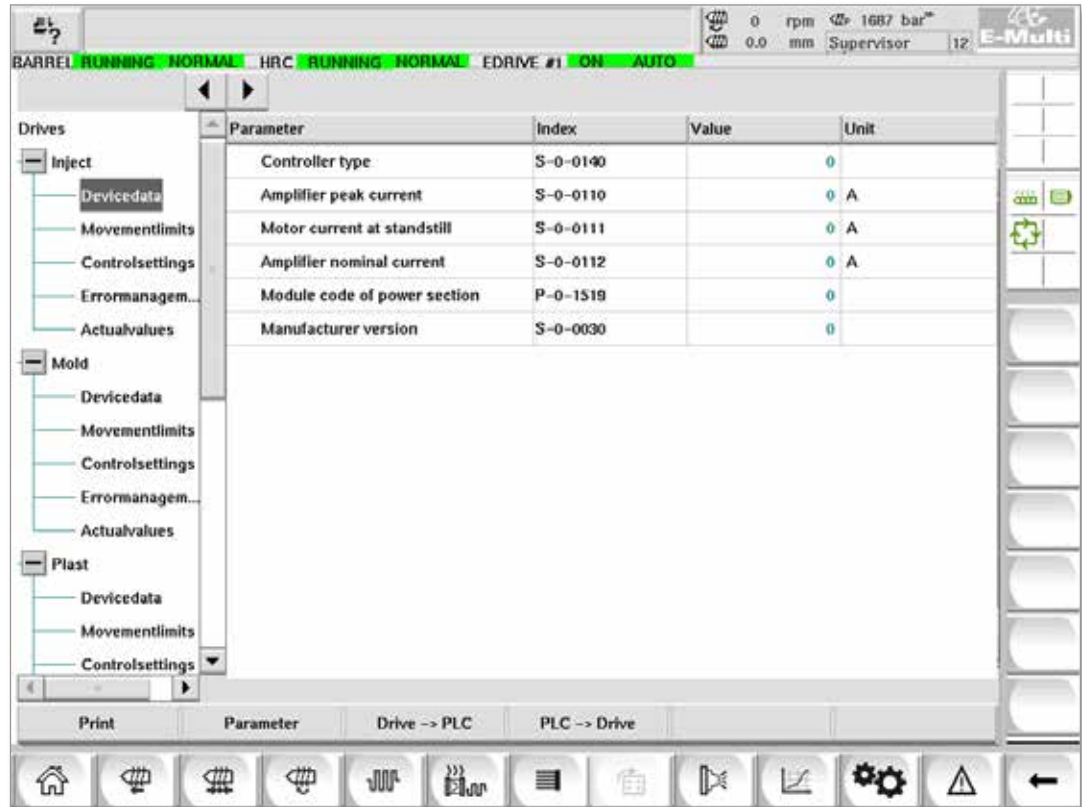 ?
0 rpm 1687 bar
0.0 mm Supervisor 12 E-Multi
BARREL RUNNING NORMAL HRC RUNNING NORMAL EDRIVE #1 ON AUTO
Drives
Parameter Index Value Unit
Inject
Controller type S-0-0140 0
Devicedata
Amplifier peak current S-0-0110 0 A
Movementlimits
Motor current at standstill S-0-0111 0 A
Controlsettings
Amplifier nominal current S-0-0112 0 A
Errormanagem...
Module code of power section P-0-1519 0
Actualvalues
Manufacturer version S-0-0030 0
Mold
Devicedata
Movementlimits
Controlsettings
Errormanagem...
Actualvalues
Plast
Devicedata
Movementlimits
Controlsettings
Print Parameter Drive -> PLC PLC -> Drive